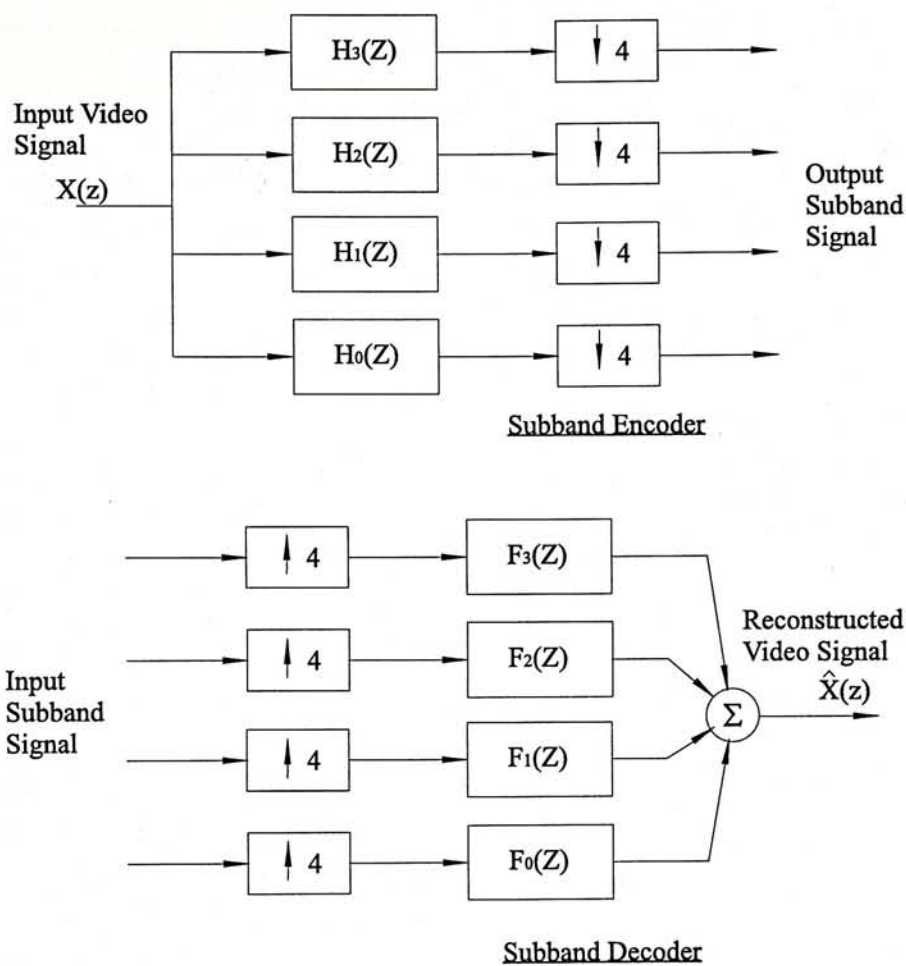 H3(Z)
↓ 4
Input Video
Signal
X(z)
H2(Z)
↓ 4
Output
Subband
Signal
H1(Z)
↓ 4
H0(Z)
↓ 4
Subband Encoder
↑ 4
F3(Z)
Reconstructed
Video Signal
X̂(z)
↑ 4
F2(Z)
Input
Subband
Signal
Σ
↑ 4
F1(Z)
↑ 4
F0(Z)
Subband Decoder